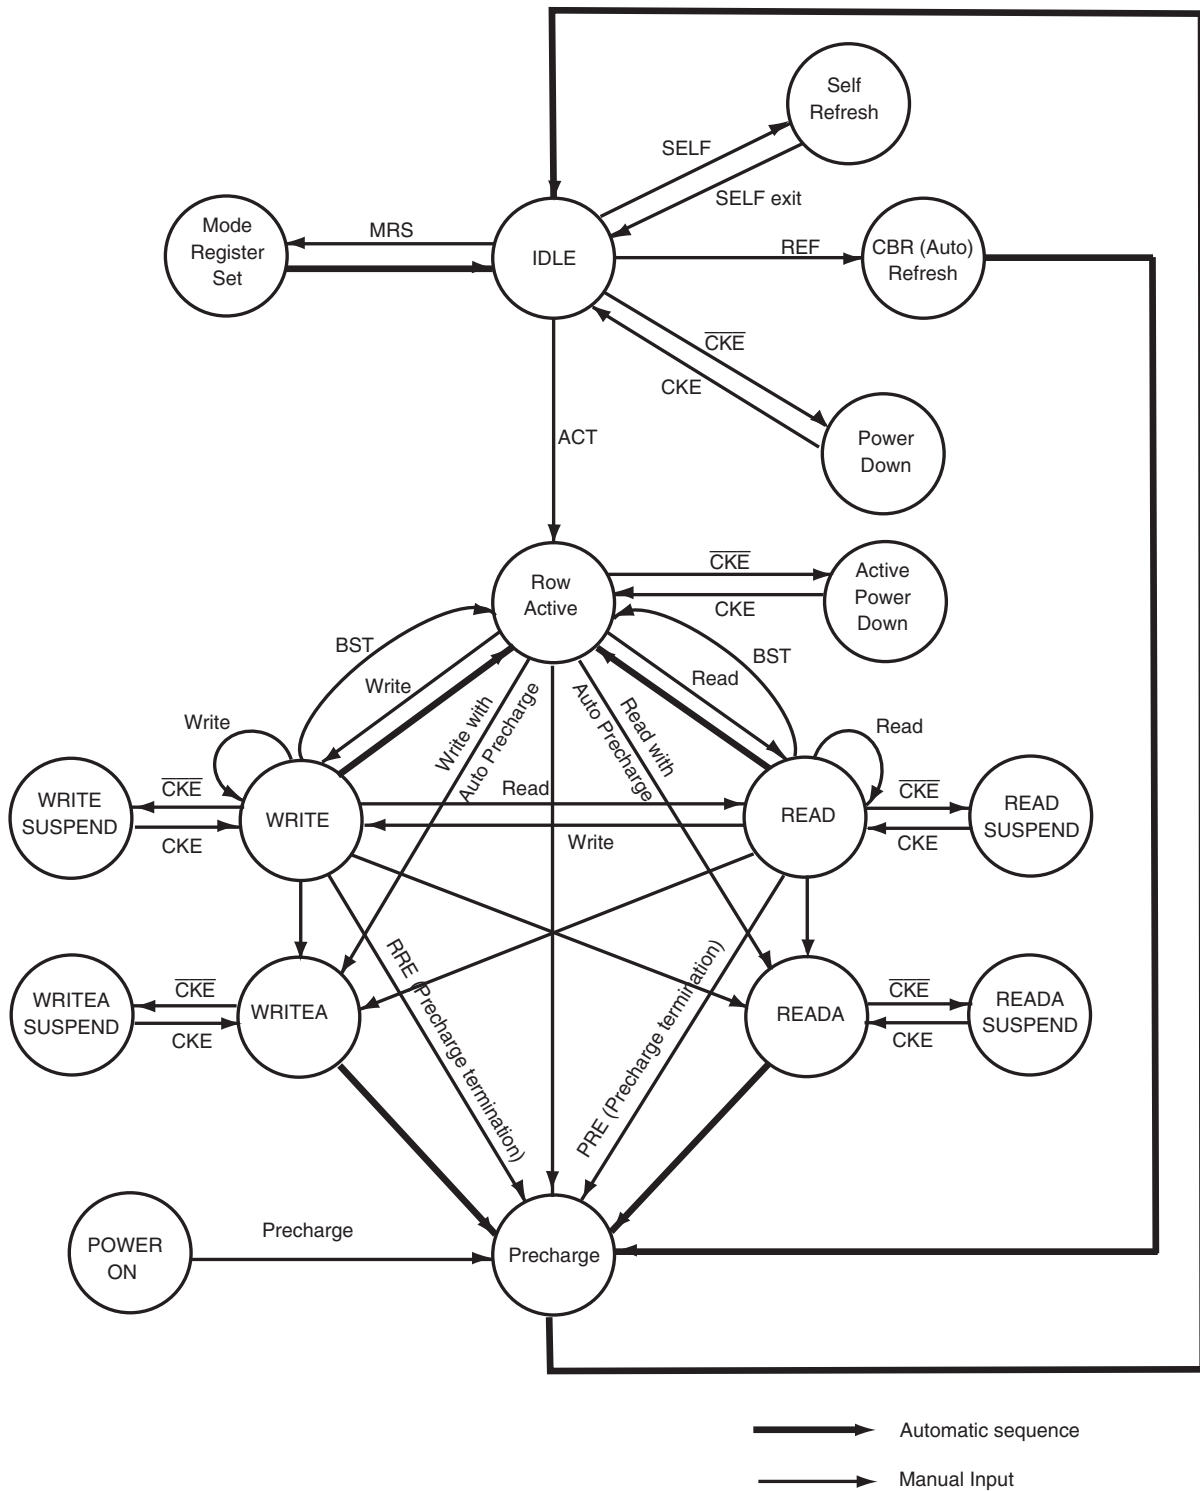 Self
Refresh
SELF
SELF exit
Mode
Register
Set
MRS
IDLE
REF
CBR (Auto)
Refresh
CKE
CKE
Power
Down
ACT
Row
Active
CKE
CKE
Active
Power
Down
BST
BST
Write
Read
Write with
Auto Precharge
Read with
Auto Precharge
Write
Read
WRITE
SUSPEND
CKE
CKE
WRITE
Read
Write
READ
CKE
CKE
READ
SUSPEND
RRE (Precharge termination)
PRE (Precharge termination)
WRITEA
SUSPEND
CKE
CKE
WRITEA
READA
CKE
CKE
READA
SUSPEND
POWER
ON
Precharge
Precharge
Automatic sequence
Manual Input